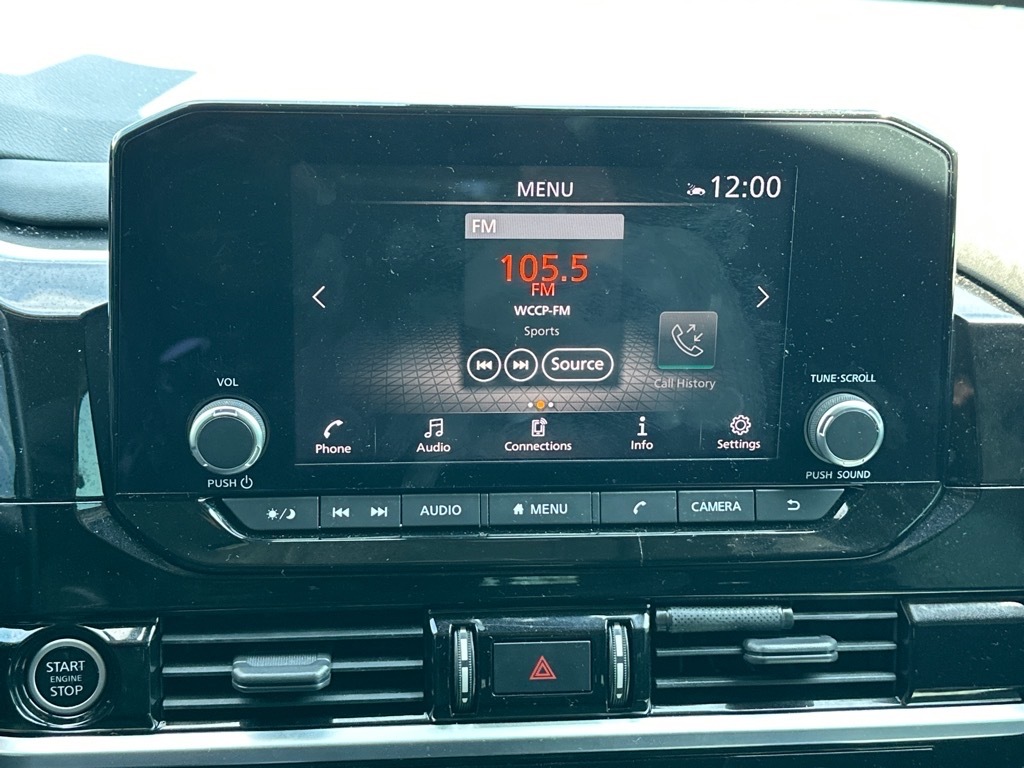 MENU
12:00
FM
105.5
FM
WCCP-FM
Sports
Source
Call History
VOL
TUNE·SCROLL
Phone
Audio
Connections
Info
Settings
PUSH
PUSH SOUND
AUDIO
MENU
CAMERA
START
ENGINE
STOP